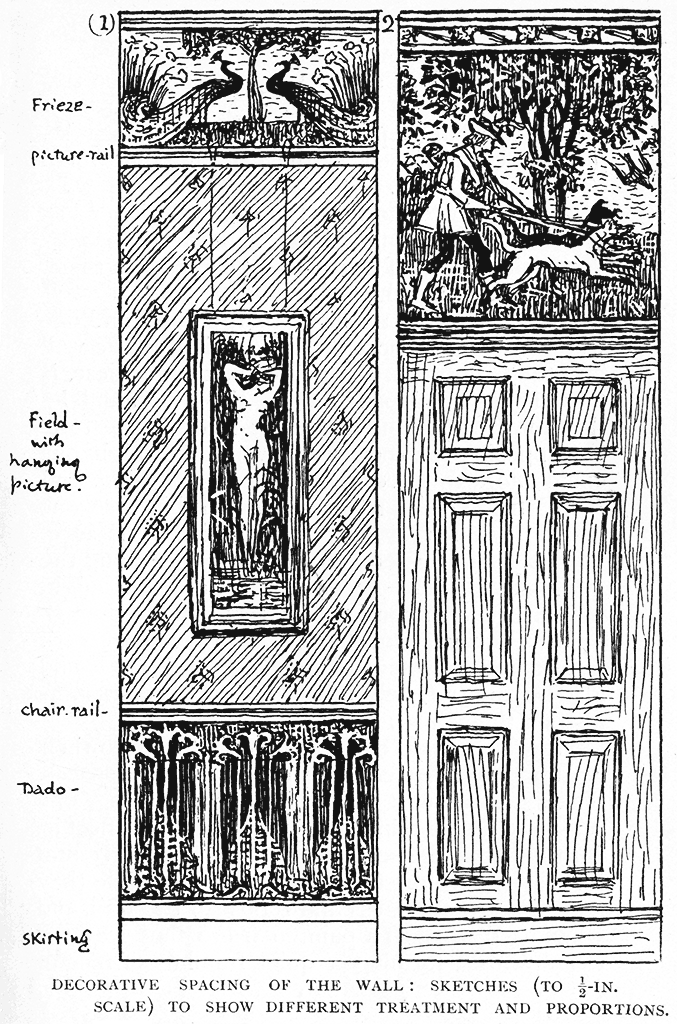 (1)
2
Frieze-
picture-rail
Field-
with
hanging
picture.
chair-rail-
Dado-
Skirting
DECORATIVE SPACING OF THE WALL: SKETCHES (TO ½-IN.
SCALE) TO SHOW DIFFERENT TREATMENT AND PROPORTIONS.